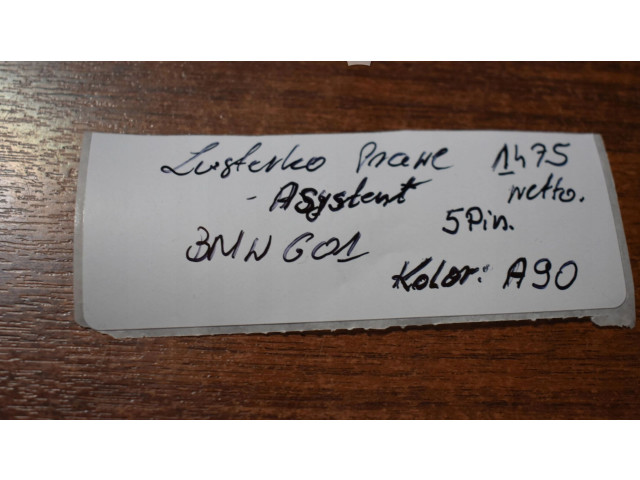 Lusterko Prawe 1475
- Asystent netto.
5Pin.
BMW G01
Kolor: A90